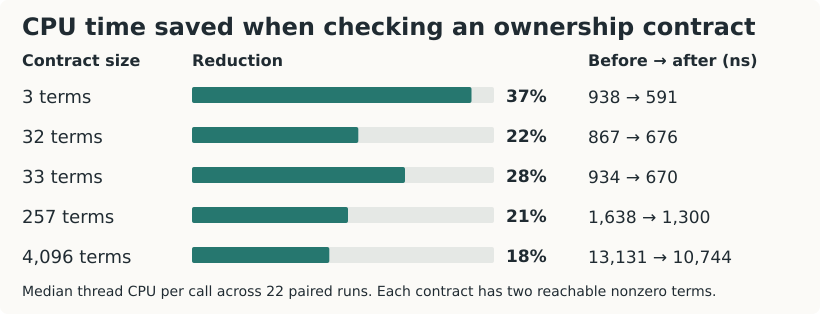 CPU time saved when checking an ownership contract
Contract size Reduction Before → after (ns)
3 terms 37% 938 → 591
32 terms 22% 867 → 676
33 terms 28% 934 → 670
257 terms 21% 1,638 → 1,300
4,096 terms 18% 13,131 → 10,744
Median thread CPU per call across 22 paired runs. Each contract has two reachable nonzero terms.